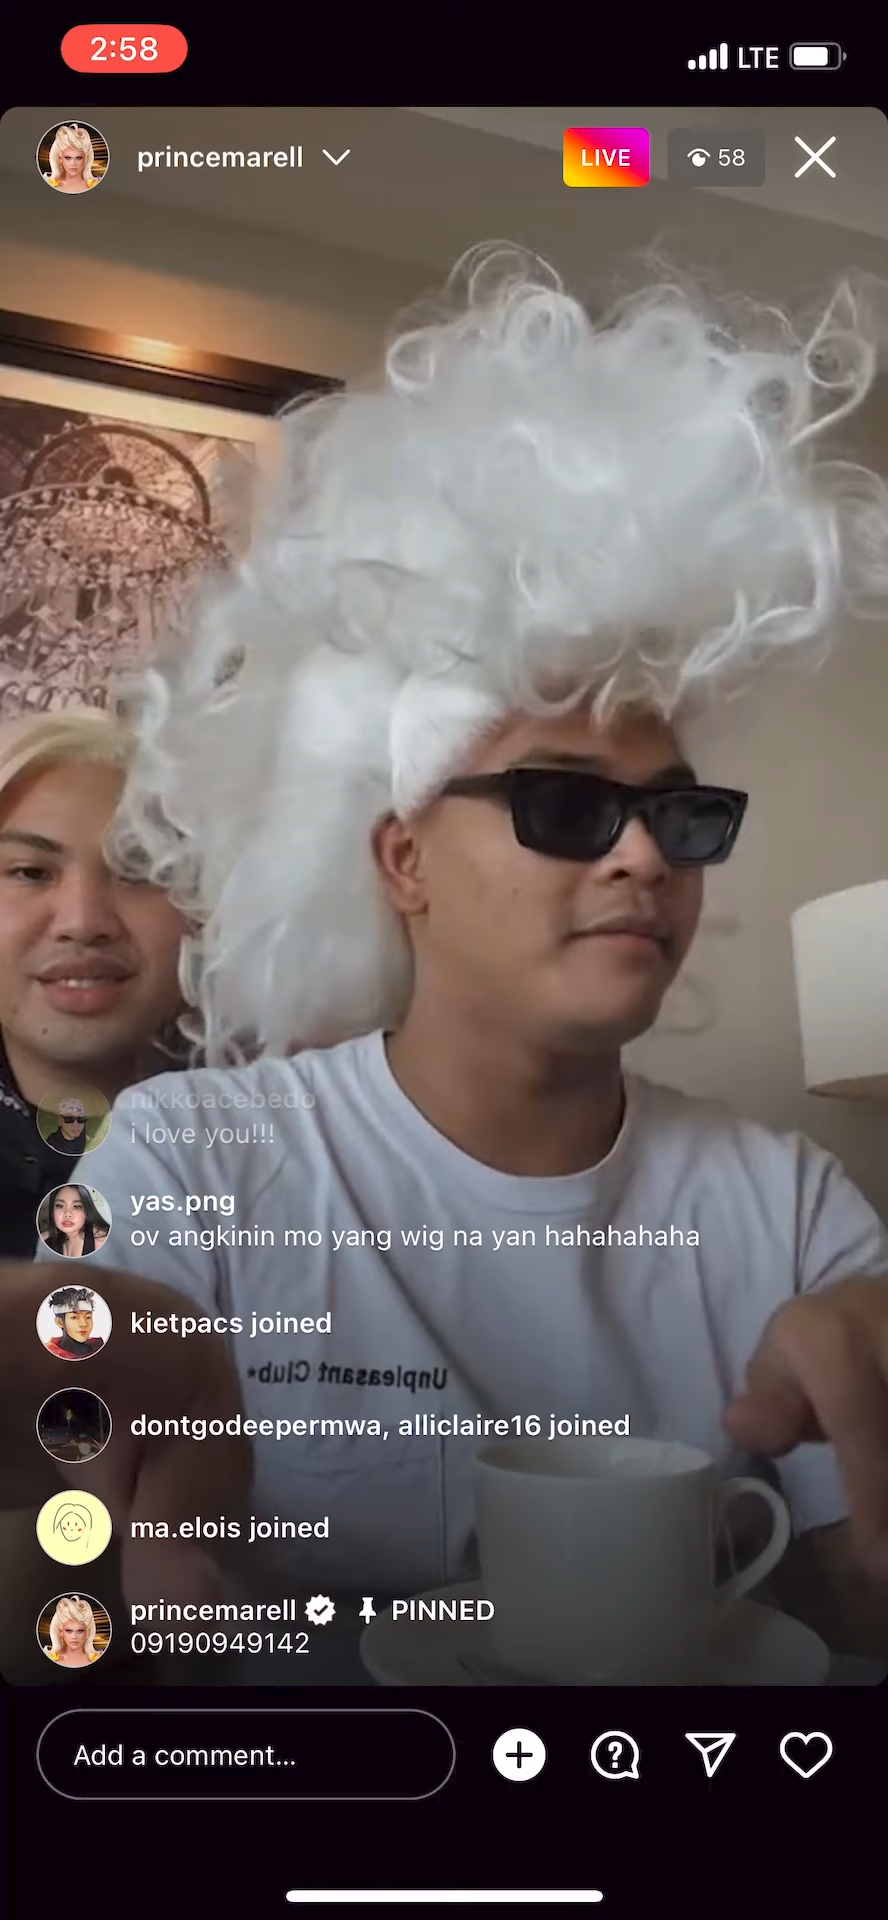 2:58
LTE
princemarell
LIVE
58
nikkoacebedo
i love you!!!
yas.png
ov angkinin mo yang wig na yan hahahahaha
kietpacs joined
Unpleasant Club*
dontgodeepermwa, alliclaire16 joined
ma.elois joined
princemarell PINNED
09190949142
Add a comment...